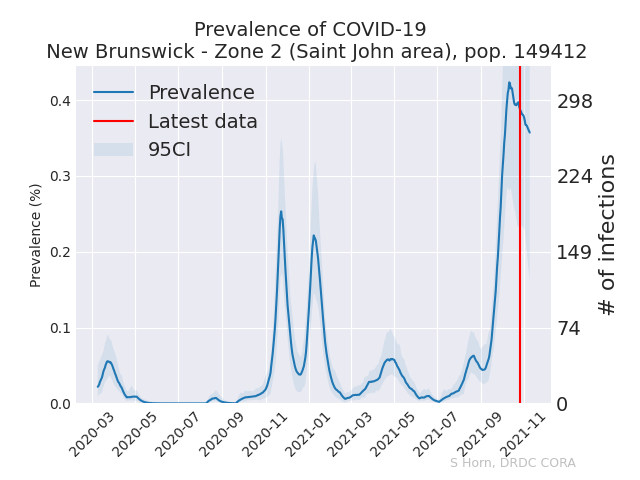 Prevalence of COVID-19
New Brunswick - Zone 2 (Saint John area), pop. 149412
Prevalence
Latest data
95CI
Prevalence (%)
0.4
0.3
0.2
0.1
0.0
298
224
149
74
0
# of infections
2020-03
2020-05
2020-07
2020-09
2020-11
2021-01
2021-03
2021-05
2021-07
2021-09
2021-11
S Horn, DRDC CORA